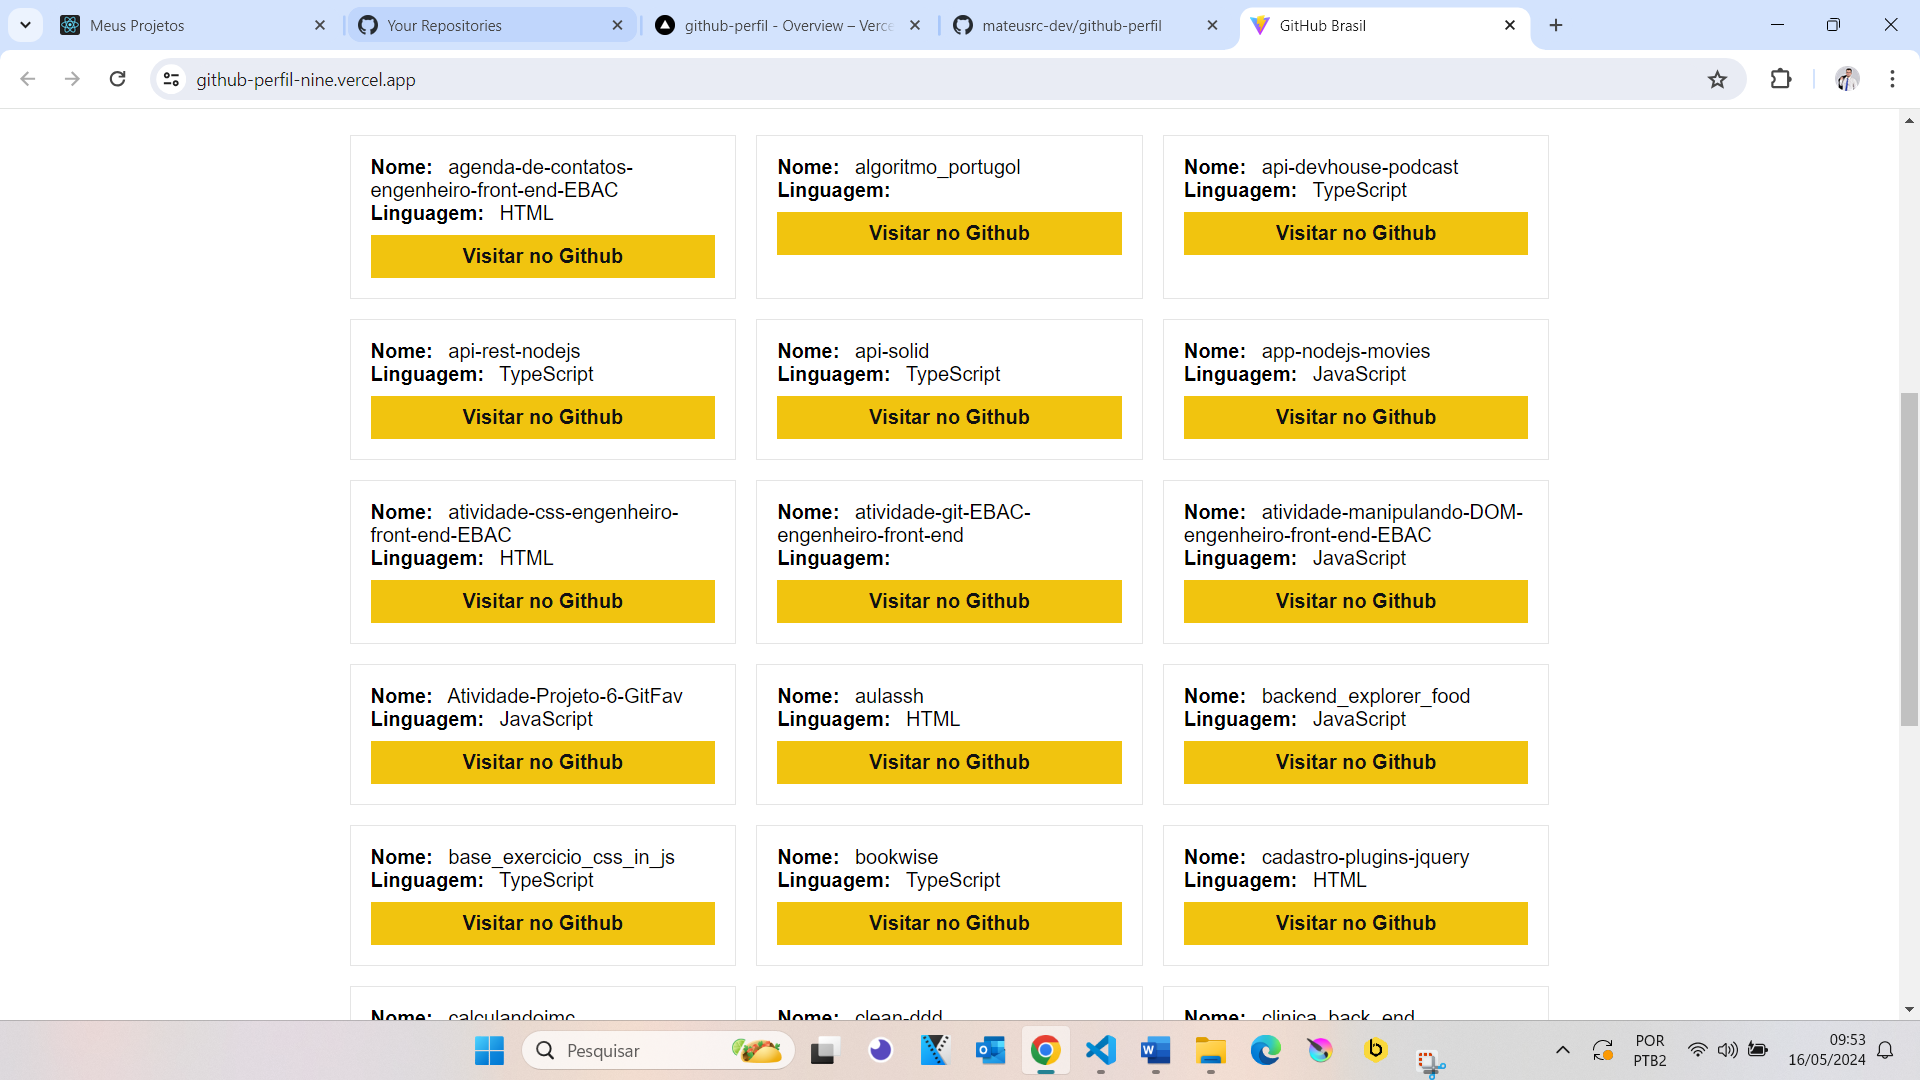 Meus Projetos
Your Repositories
github-perfil - Overview – Verce
mateusrc-dev/github-perfil
GitHub Brasil
github-perfil-nine.vercel.app
Nome: agenda-de-contatos-
engenheiro-front-end-EBAC
Linguagem: HTML
Visitar no Github
Nome: algoritmo_portugol
Linguagem:
Visitar no Github
Nome: api-devhouse-podcast
Linguagem: TypeScript
Visitar no Github
Nome: api-rest-nodejs
Linguagem: TypeScript
Visitar no Github
Nome: api-solid
Linguagem: TypeScript
Visitar no Github
Nome: app-nodejs-movies
Linguagem: JavaScript
Visitar no Github
Nome: atividade-css-engenheiro-
front-end-EBAC
Linguagem: HTML
Visitar no Github
Nome: atividade-git-EBAC-
engenheiro-front-end
Linguagem:
Visitar no Github
Nome: atividade-manipulando-DOM-
engenheiro-front-end-EBAC
Linguagem: JavaScript
Visitar no Github
Nome: Atividade-Projeto-6-GitFav
Linguagem: JavaScript
Visitar no Github
Nome: aulassh
Linguagem: HTML
Visitar no Github
Nome: backend_explorer_food
Linguagem: JavaScript
Visitar no Github
Nome: base_exercicio_css_in_js
Linguagem: TypeScript
Visitar no Github
Nome: bookwise
Linguagem: TypeScript
Visitar no Github
Nome: cadastro-plugins-jquery
Linguagem: HTML
Visitar no Github
Nome: calculandoimc
Nome: clean-ddd
Nome: clinica_back_end
Pesquisar
POR
PTB2
09:53
16/05/2024